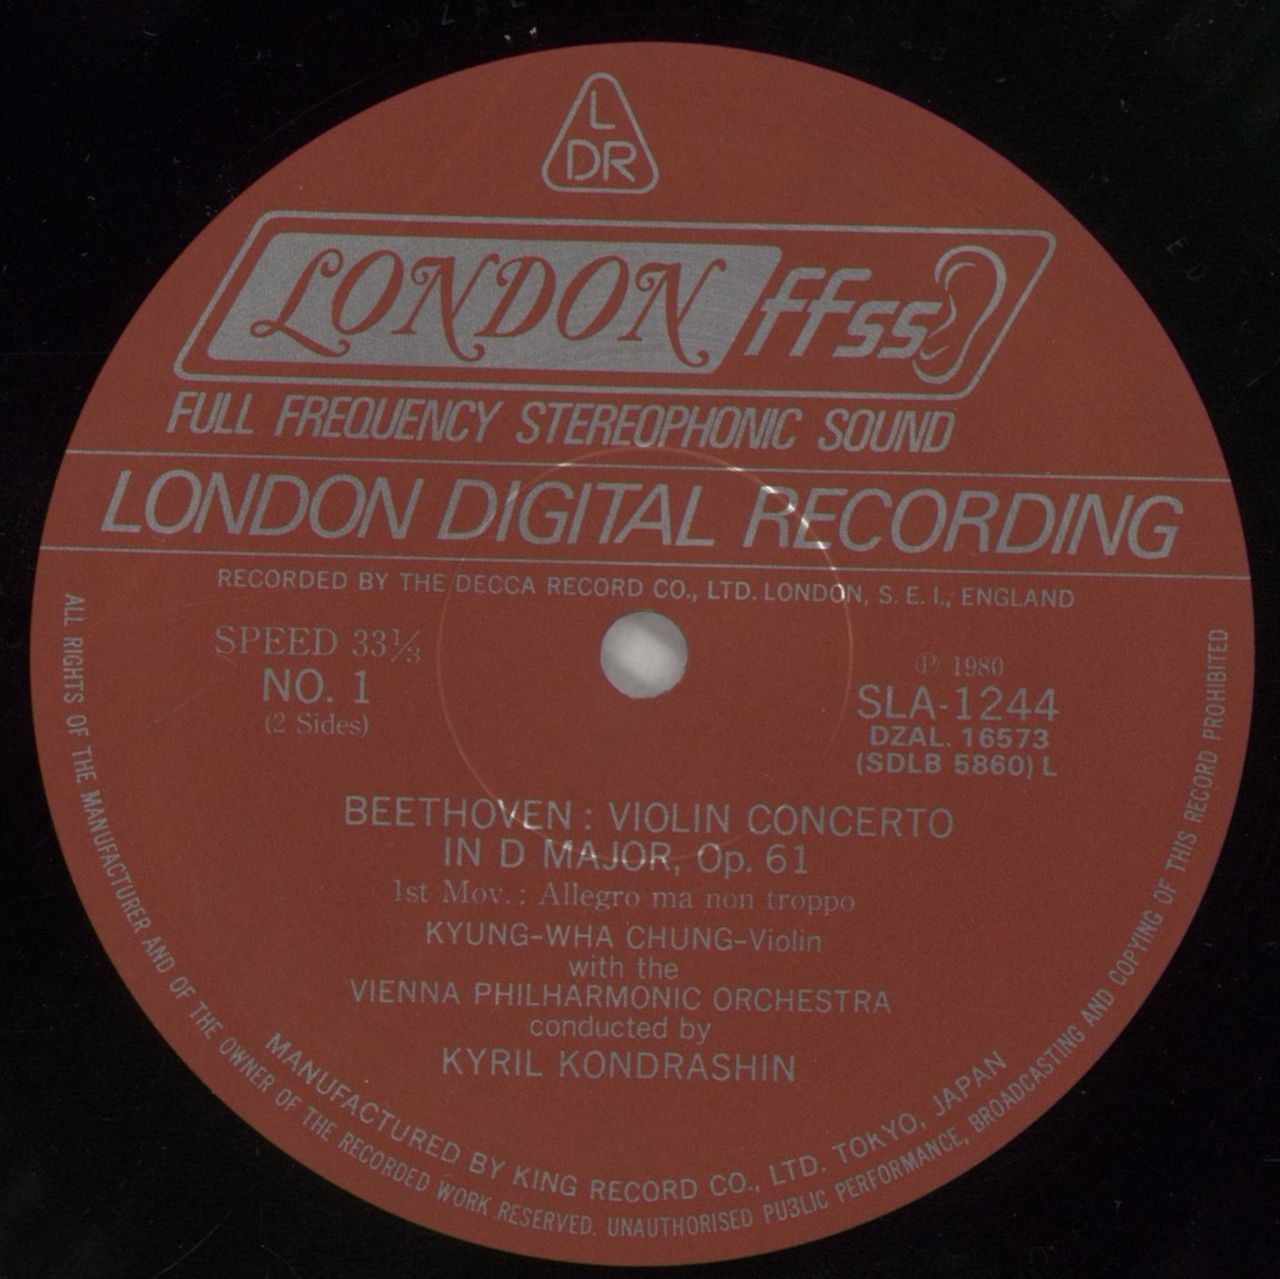 L
DR
LONDON ffss
FULL FREQUENCY STEREOPHONIC SOUND
LONDON DIGITAL RECORDING
RECORDED BY THE DECCA RECORD CO., LTD. LONDON, S. E. I., ENGLAND
SPEED 33⅓
NO. 1
(2 Sides)
Ⓟ 1980
SLA-1244
DZAL. 16573
(SDLB 5860) L
BEETHOVEN : VIOLIN CONCERTO
IN D MAJOR, Op. 61
1st Mov. : Allegro ma non troppo
KYUNG-WHA CHUNG-Violin
with the
VIENNA PHILHARMONIC ORCHESTRA
conducted by
KYRIL KONDRASHIN
MANUFACTURED BY KING RECORD CO., LTD. TOKYO, JAPAN
ALL RIGHTS OF THE MANUFACTURER AND OF THE OWNER OF THE RECORDED WORK RESERVED. UNAUTHORISED PUBLIC PERFORMANCE, BROADCASTING AND COPYING OF THIS RECORD PROHIBITED